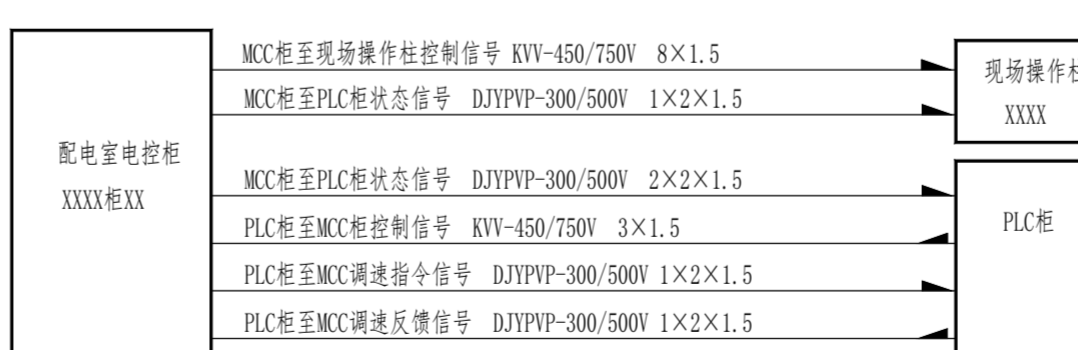 MCC柜至现场操作柱控制信号 KVV-450/750V 8×1.5
MCC柜至PLC柜状态信号 DJYPVP-300/500V 1×2×1.5
现场操作柱
XXXX
配电室电控柜
XXXX柜XX
MCC柜至PLC柜状态信号 DJYPVP-300/500V 2×2×1.5
PLC柜至MCC柜控制信号 KVV-450/750V 3×1.5
PLC柜至MCC调速指令信号 DJYPVP-300/500V 1×2×1.5
PLC柜至MCC调速反馈信号 DJYPVP-300/500V 1×2×1.5
PLC柜